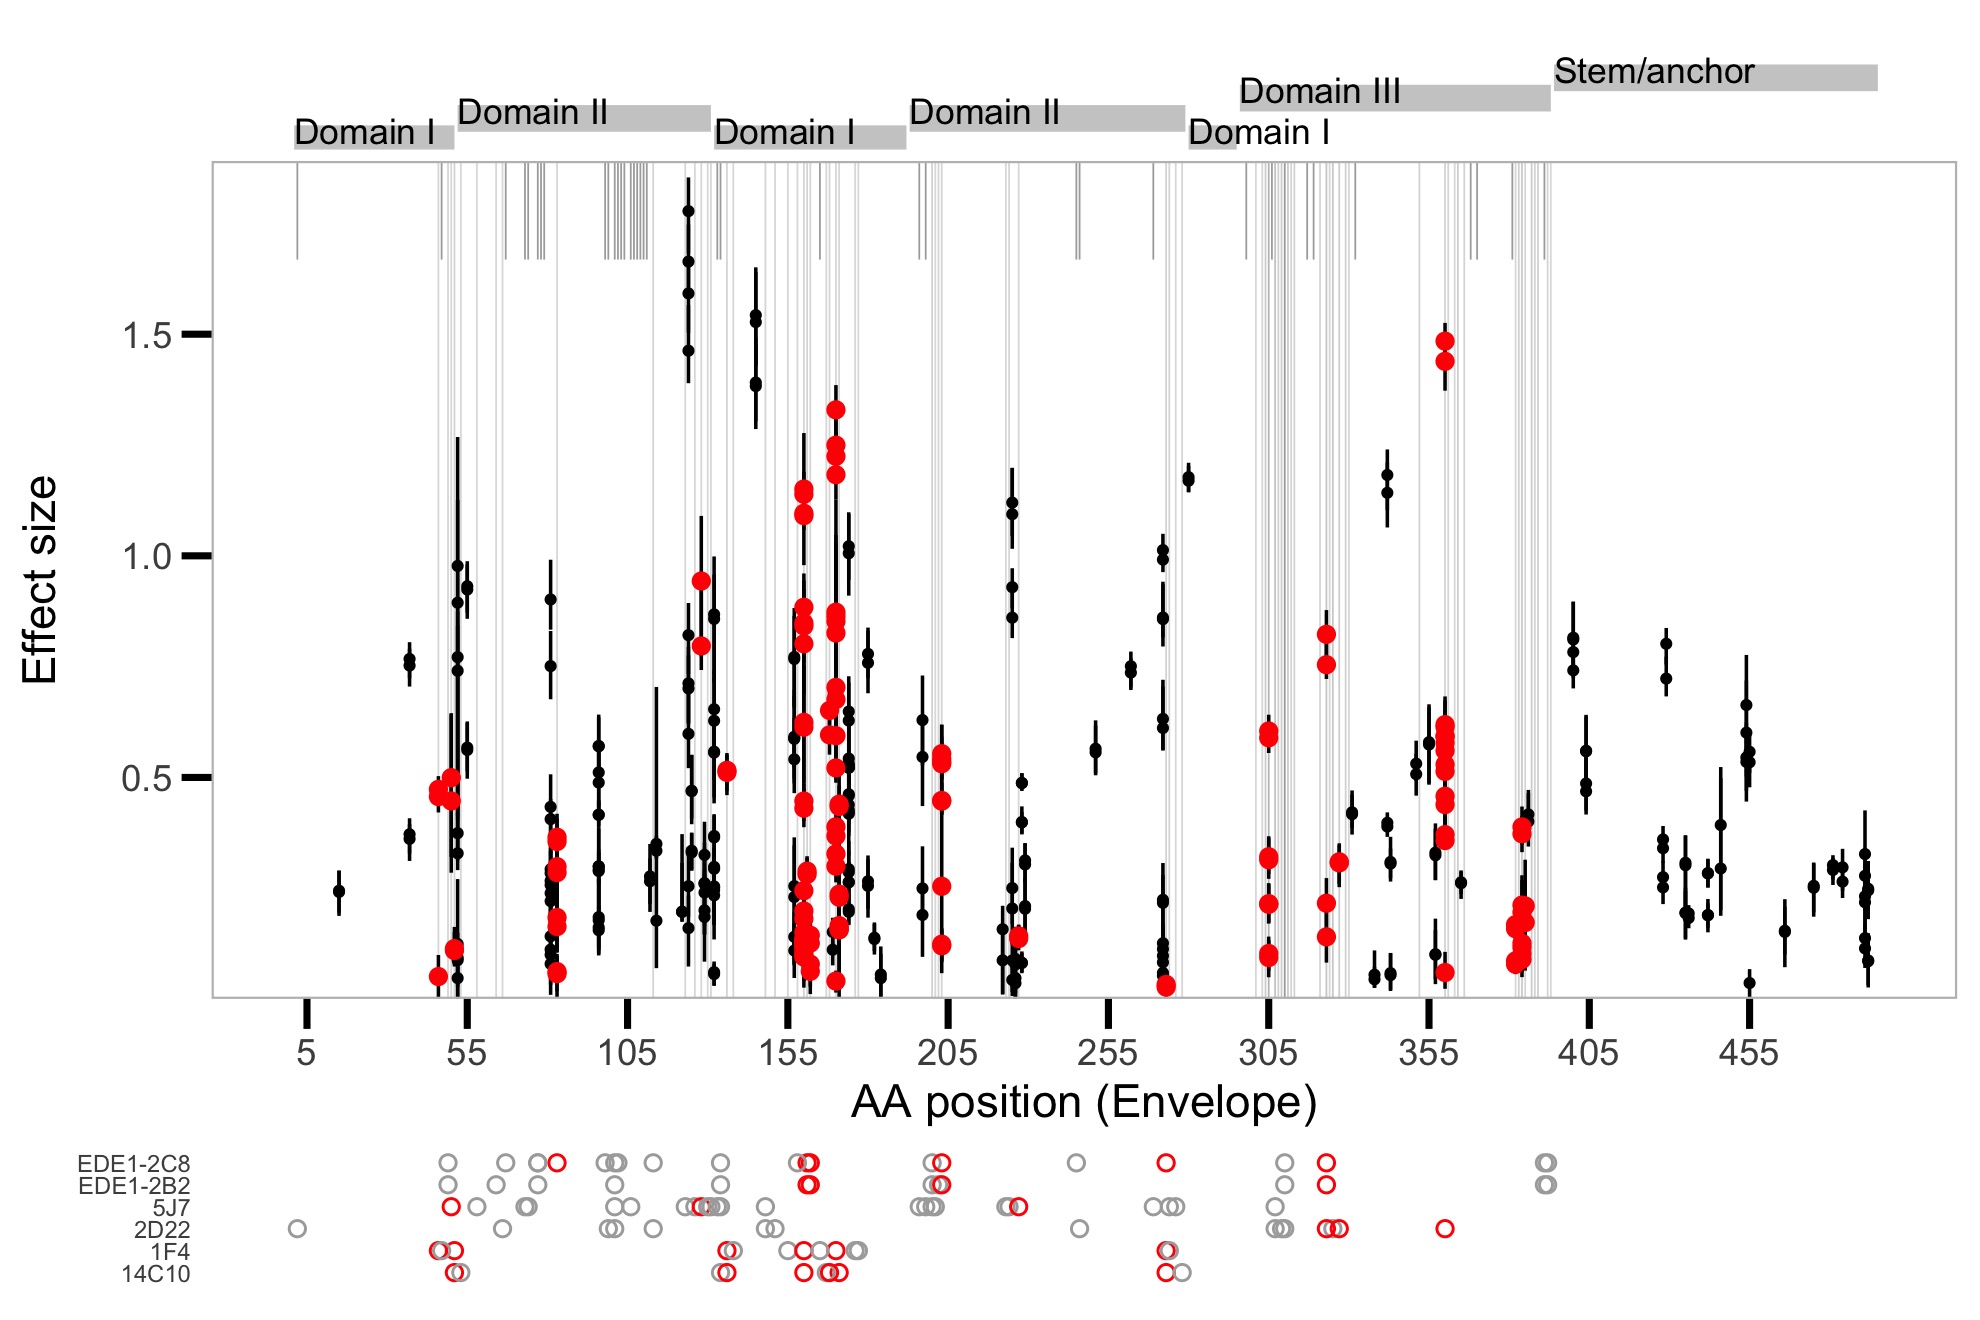 Stem/anchor
Domain III
Domain II
Domain II
Domain I
Domain I
Domain I
Effect size
1.5
1.0
0.5
5
55
105
155
205
255
305
355
405
455
AA position (Envelope)
EDE1-2C8
EDE1-2B2
5J7
2D22
1F4
14C10